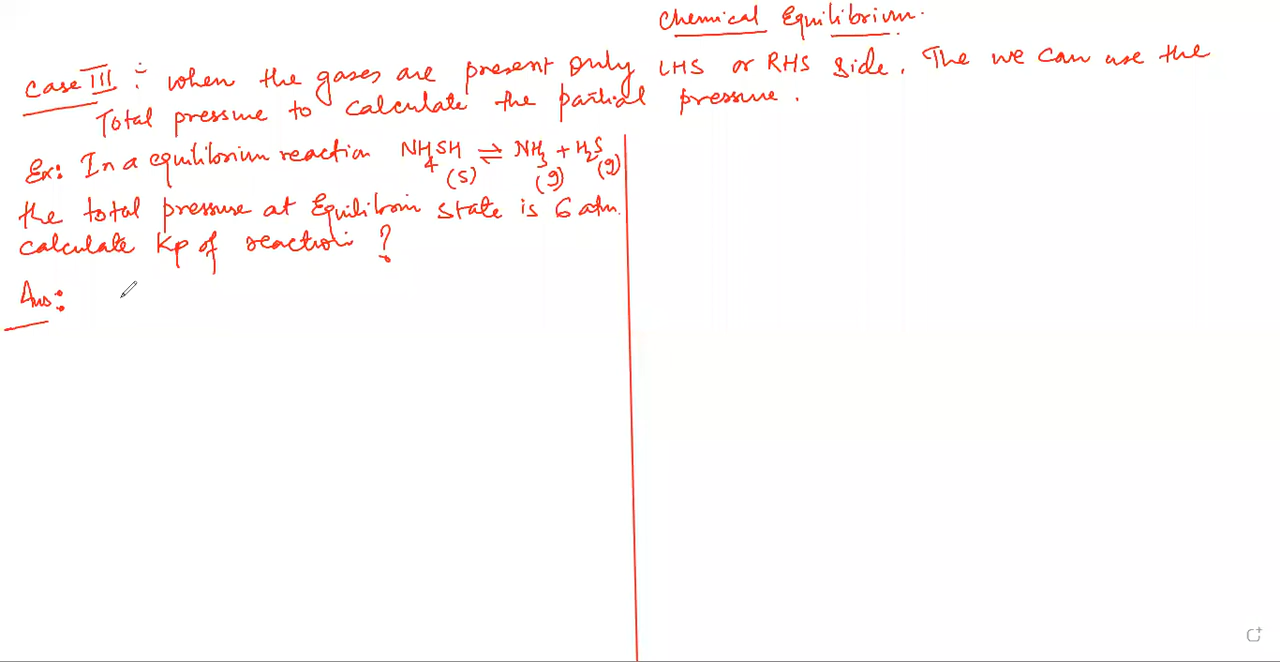 Chemical Equilibrium.
Case III :- when the gases are present only LHS or RHS side. The we can use the
Total pressure to calculate the partial pressure.
Ex: In a equilibrium reaction NH4SH ⇌ NH3 + H2S
(s) (g) (g)
the total pressure at Equilibrim state is 6 atm.
calculate Kp of reaction ?
Ans: